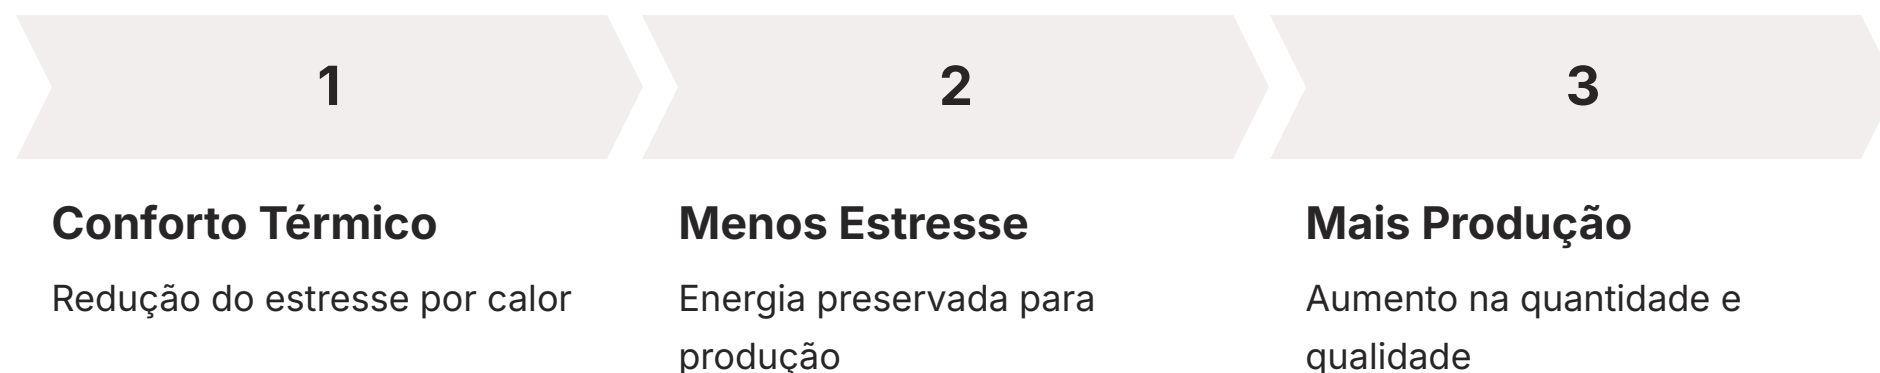 1
2
3
Conforto Térmico
Redução do estresse por calor
Menos Estresse
Energia preservada para
produção
Mais Produção
Aumento na quantidade e
qualidade